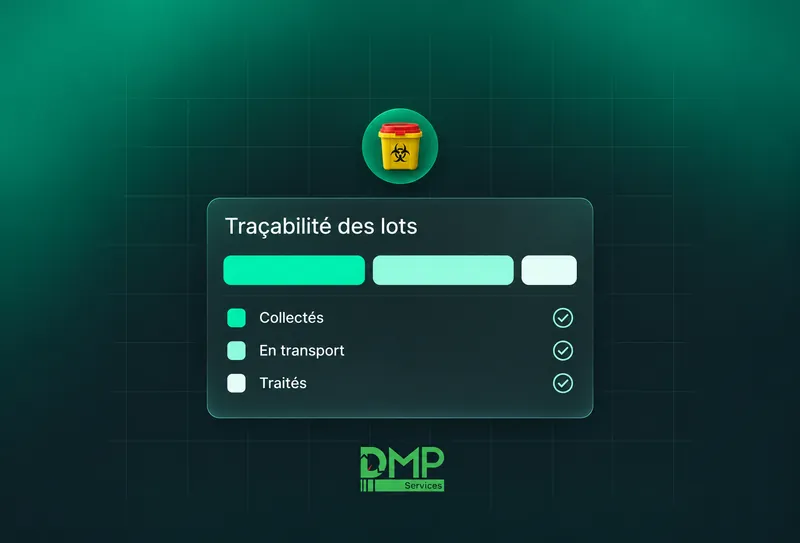 Traçabilité des lots
Collectés
En transport
Traités
DMP
Services